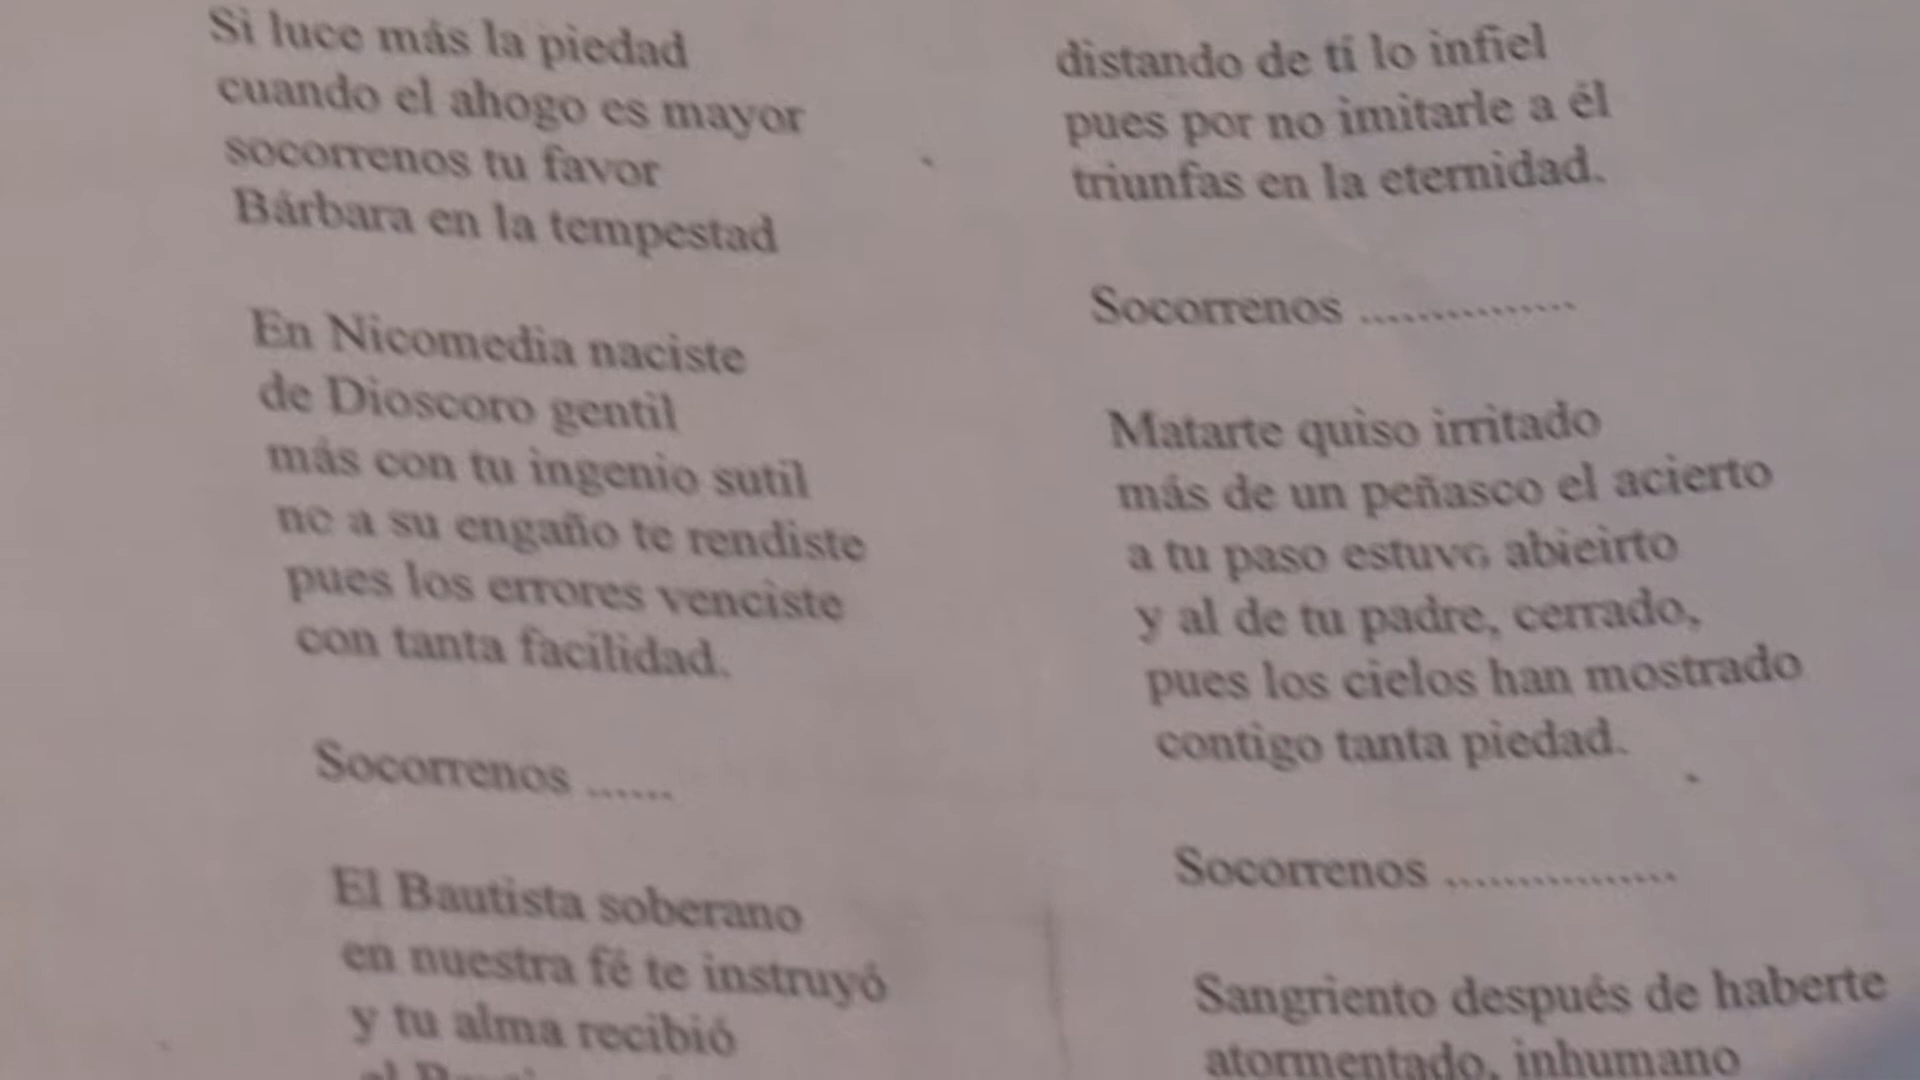 Si luce más la piedad
cuando el ahogo es mayor
socorrenos tu favor
Bárbara en la tempestad
En Nicomedia naciste
de Dioscoro gentil
más con tu ingenio sutil
no a su engaño te rendiste
pues los errores venciste
con tanta facilidad.
Socorrenos ......
El Bautista soberano
en nuestra fé te instruyó
y tu alma recibió
el
distando de tí lo infiel
pues por no imitarle a él
triunfas en la eternidad.
Socorrenos ...............
Matarte quiso irritado
más de un peñasco el acierto
a tu paso estuvo abieirto
y al de tu padre, cerrado,
pues los cielos han mostrado
contigo tanta piedad.
Socorrenos ................
Sangriento después de haberte
atormentado, inhumano